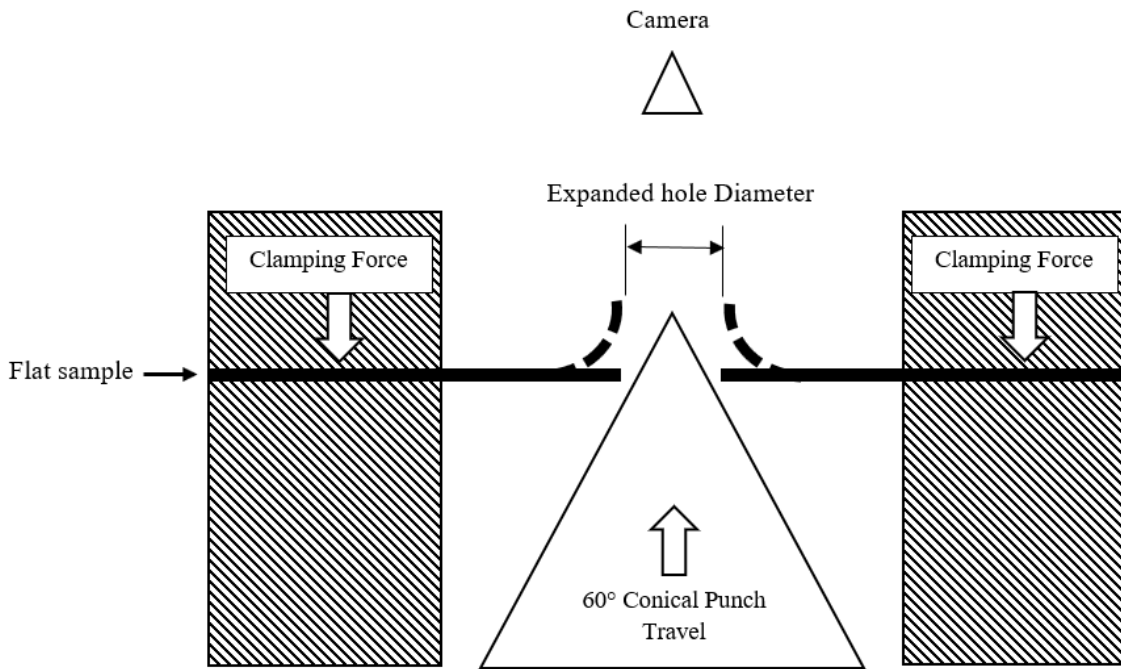 Camera
Expanded hole Diameter
Clamping Force
Clamping Force
Flat sample
60° Conical Punch
Travel